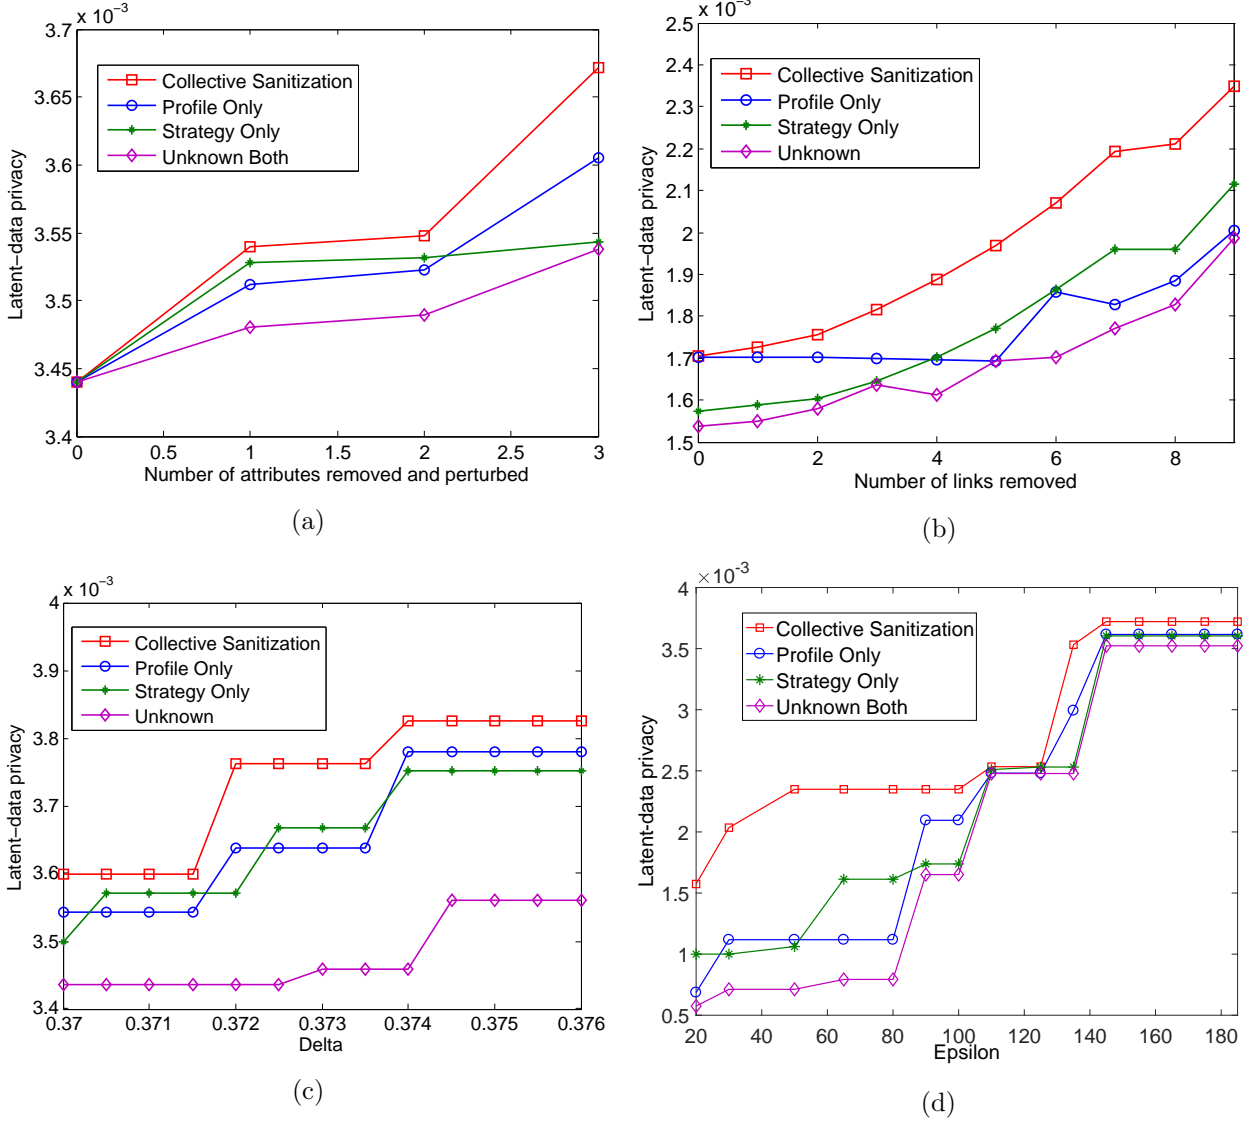 x 10⁻³
3.7
3.65
3.6
3.55
3.5
3.45
3.4
Latent−data privacy
Collective Sanitization
Profile Only
Strategy Only
Unknown Both
0 0.5 1 1.5 2 2.5 3
Number of attributes removed and perturbed
(a)
x 10⁻³
2.5
2.4
2.3
2.2
2.1
2
1.9
1.8
1.7
1.6
1.5
Latent−data privacy
Collective Sanitization
Profile Only
Strategy Only
Unknown
0 2 4 6 8
Number of links removed
(b)
x 10⁻³
4
3.9
3.8
3.7
3.6
3.5
3.4
Latent−data privacy
Collective Sanitization
Profile Only
Strategy Only
Unknown
0.37 0.371 0.372 0.373 0.374 0.375 0.376
Delta
(c)
×10⁻³
4
3.5
3
2.5
2
1.5
1
0.5
Latent-data privacy
Collective Sanitization
Profile Only
Strategy Only
Unknown Both
20 40 60 80 100 120 140 160 180
Epsilon
(d)